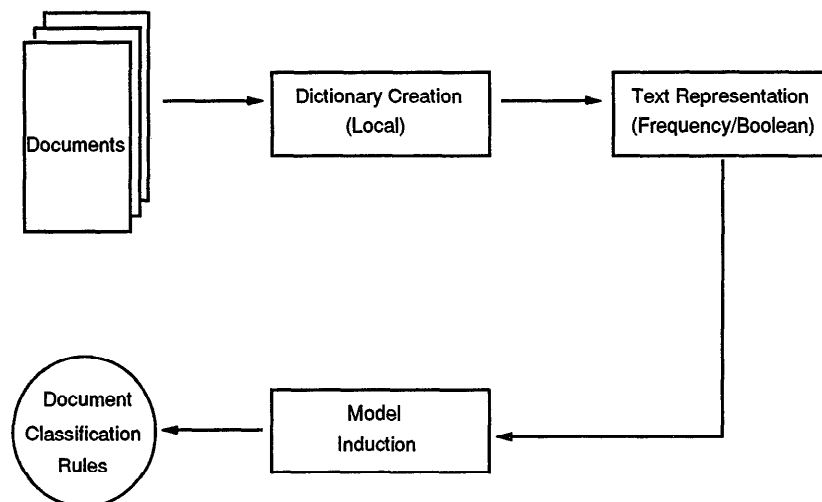 Documents
Dictionary Creation
(Local)
Text Representation
(Frequency/Boolean)
Model
Induction
Document
Classification
Rules